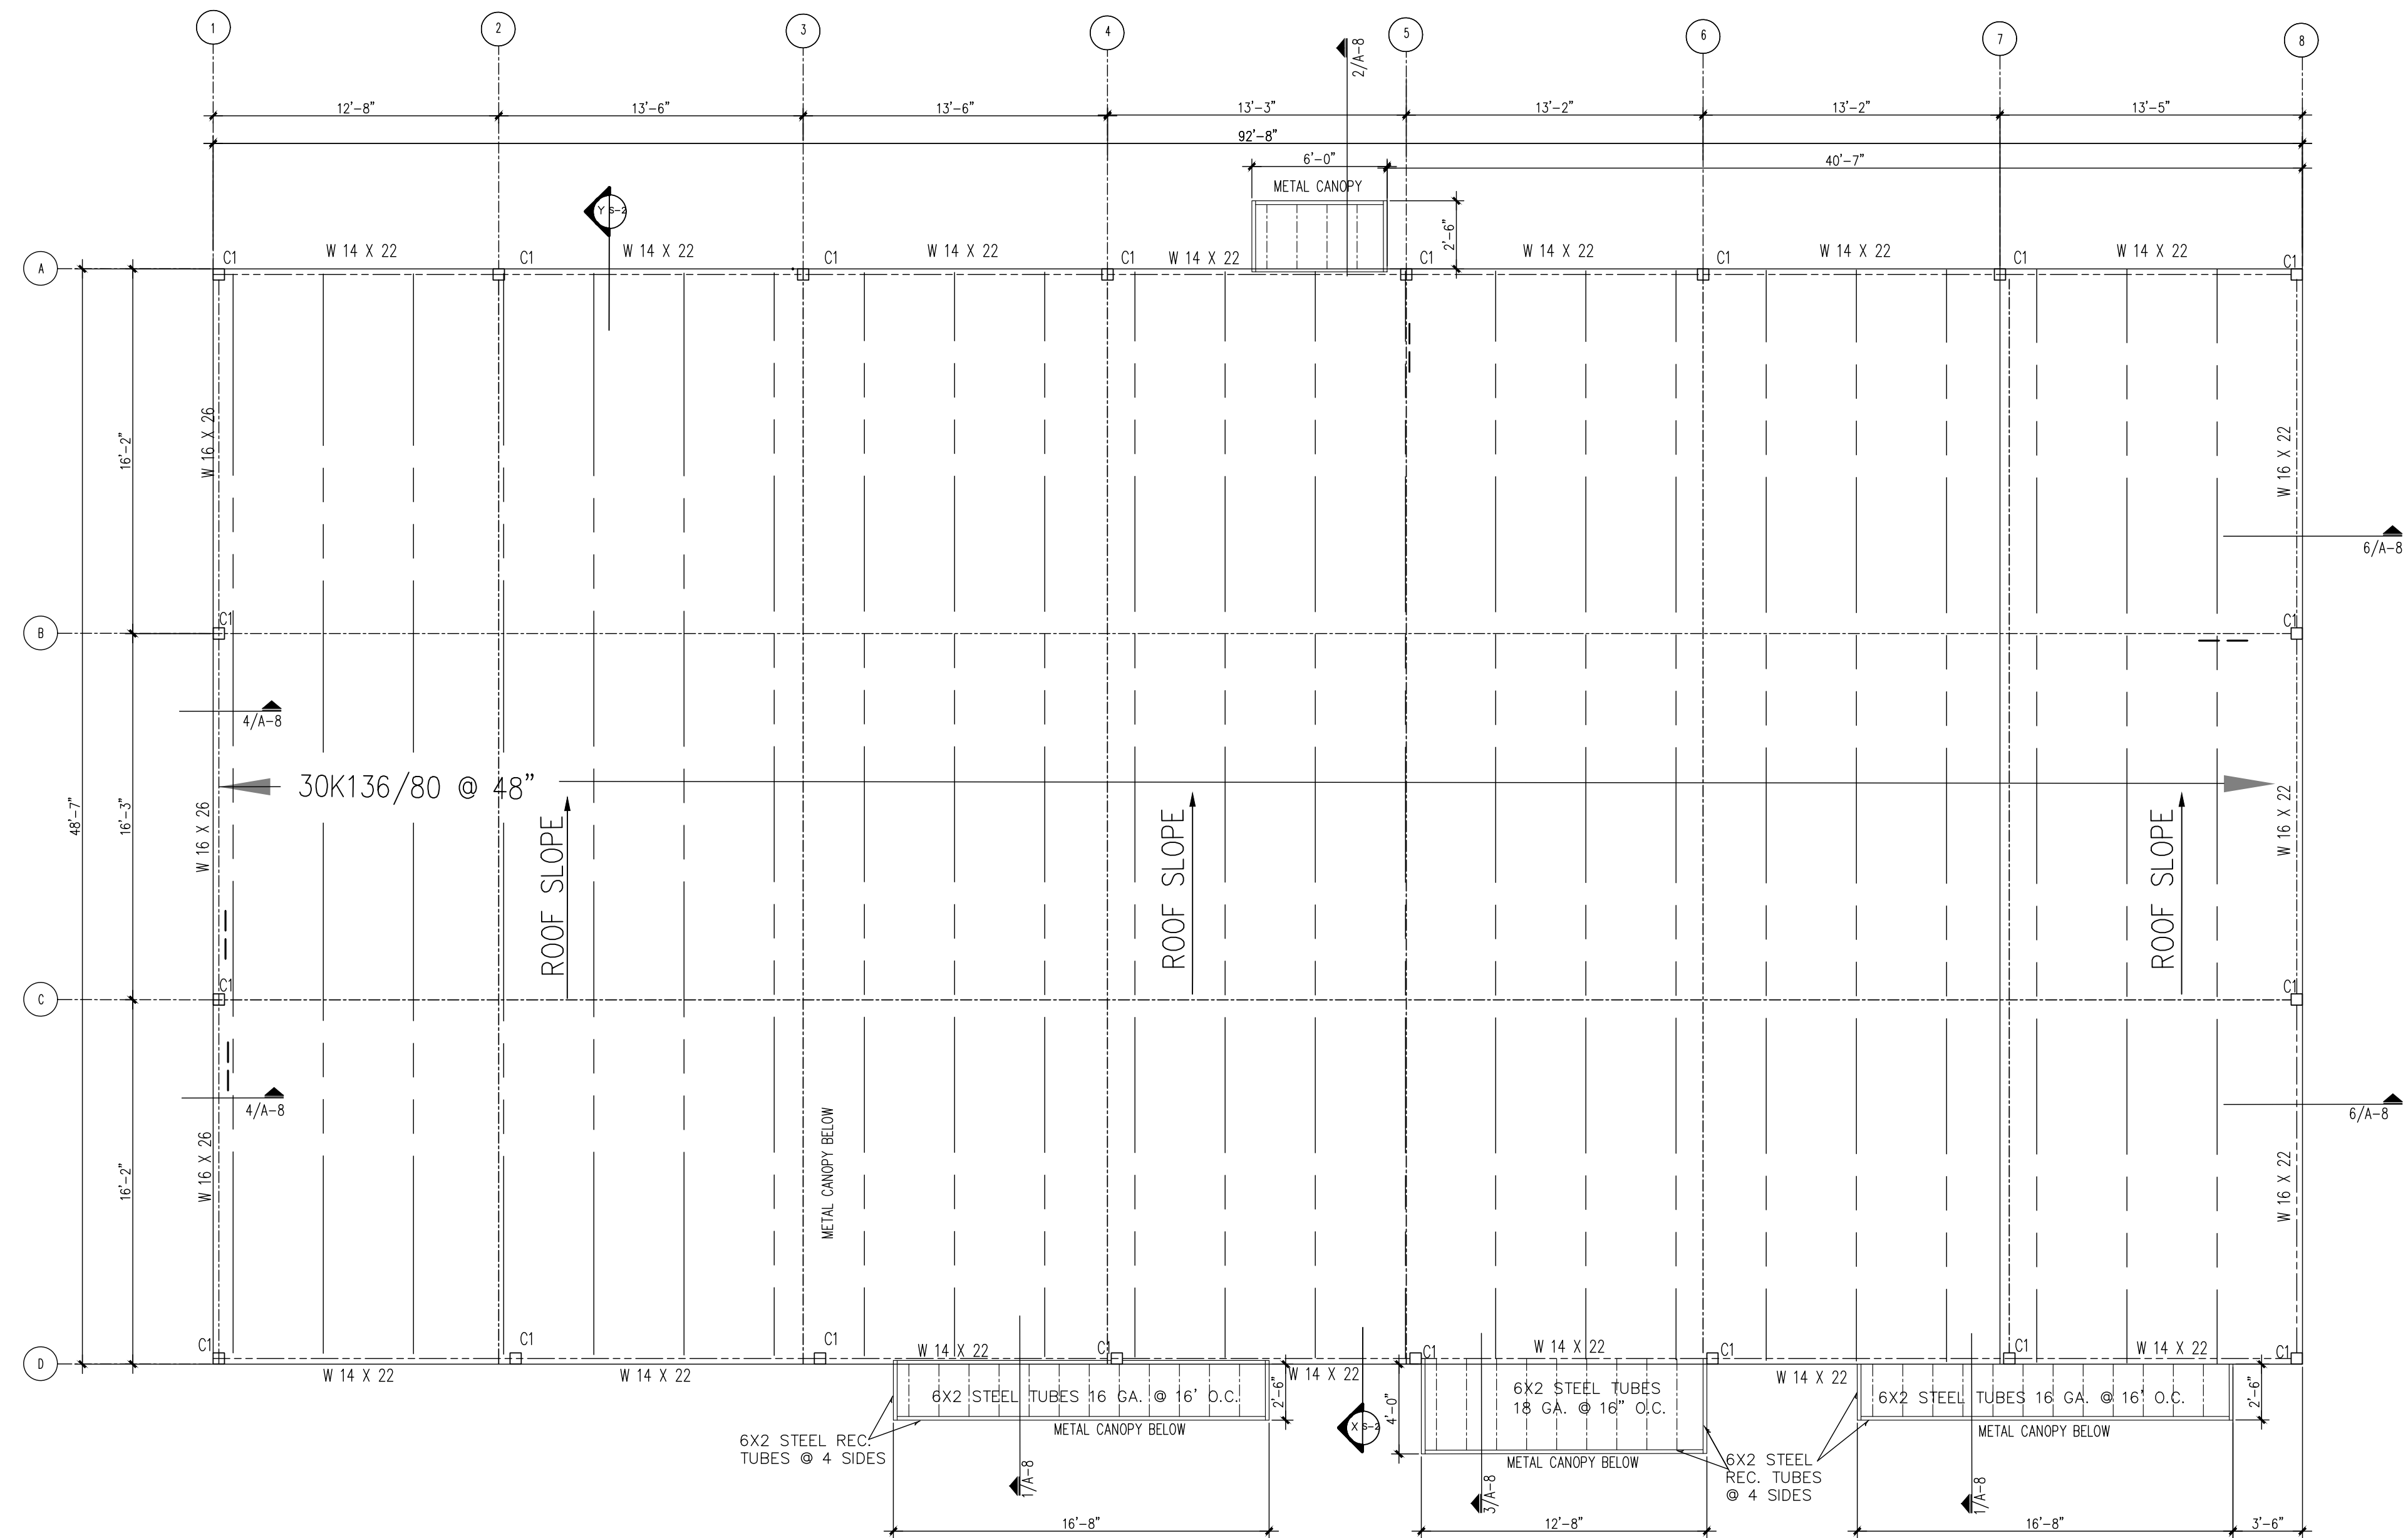 1 2 3 4 5 6 7 8
2/A-8
12'-8" 13'-6" 13'-6" 13'-3" 13'-2" 13'-2" 13'-5"
92'-8"
6'-0" 40'-7"
METAL CANOPY
2'-6"
Y S-2
A
C1 W 14 X 22 C1 W 14 X 22 C1 W 14 X 22 C1 W 14 X 22 C1 W 14 X 22 C1 W 14 X 22 C1 W 14 X 22 C1
16'-2"
W 16 X 26
W 16 X 22
6/A-8
B
C1 C1
4/A-8
30K136/80 @ 48"
48'-7"
16'-3"
W 16 X 26
W 16 X 22
ROOF SLOPE
ROOF SLOPE
ROOF SLOPE
C
C1 C1
4/A-8
6/A-8
16'-2"
W 16 X 26
METAL CANOPY BELOW
W 16 X 22
D
C1 C1 C1 C1 C1 C1 C1
W 14 X 22 W 14 X 22 W 14 X 22 W 14 X 22 W 14 X 22 W 14 X 22 W 14 X 22
6X2 STEEL TUBES 16 GA. @ 16' O.C.
2'-6"
METAL CANOPY BELOW
6X2 STEEL REC.
TUBES @ 4 SIDES
1/A-8
X S-2
4'-0"
6X2 STEEL TUBES
18 GA. @ 16" O.C.
METAL CANOPY BELOW
3/A-8
6X2 STEEL
REC. TUBES
@ 4 SIDES
6X2 STEEL TUBES 16 GA. @ 16' O.C.
2'-6"
METAL CANOPY BELOW
1/A-8
C1
16'-8" 12'-8" 16'-8" 3'-6"